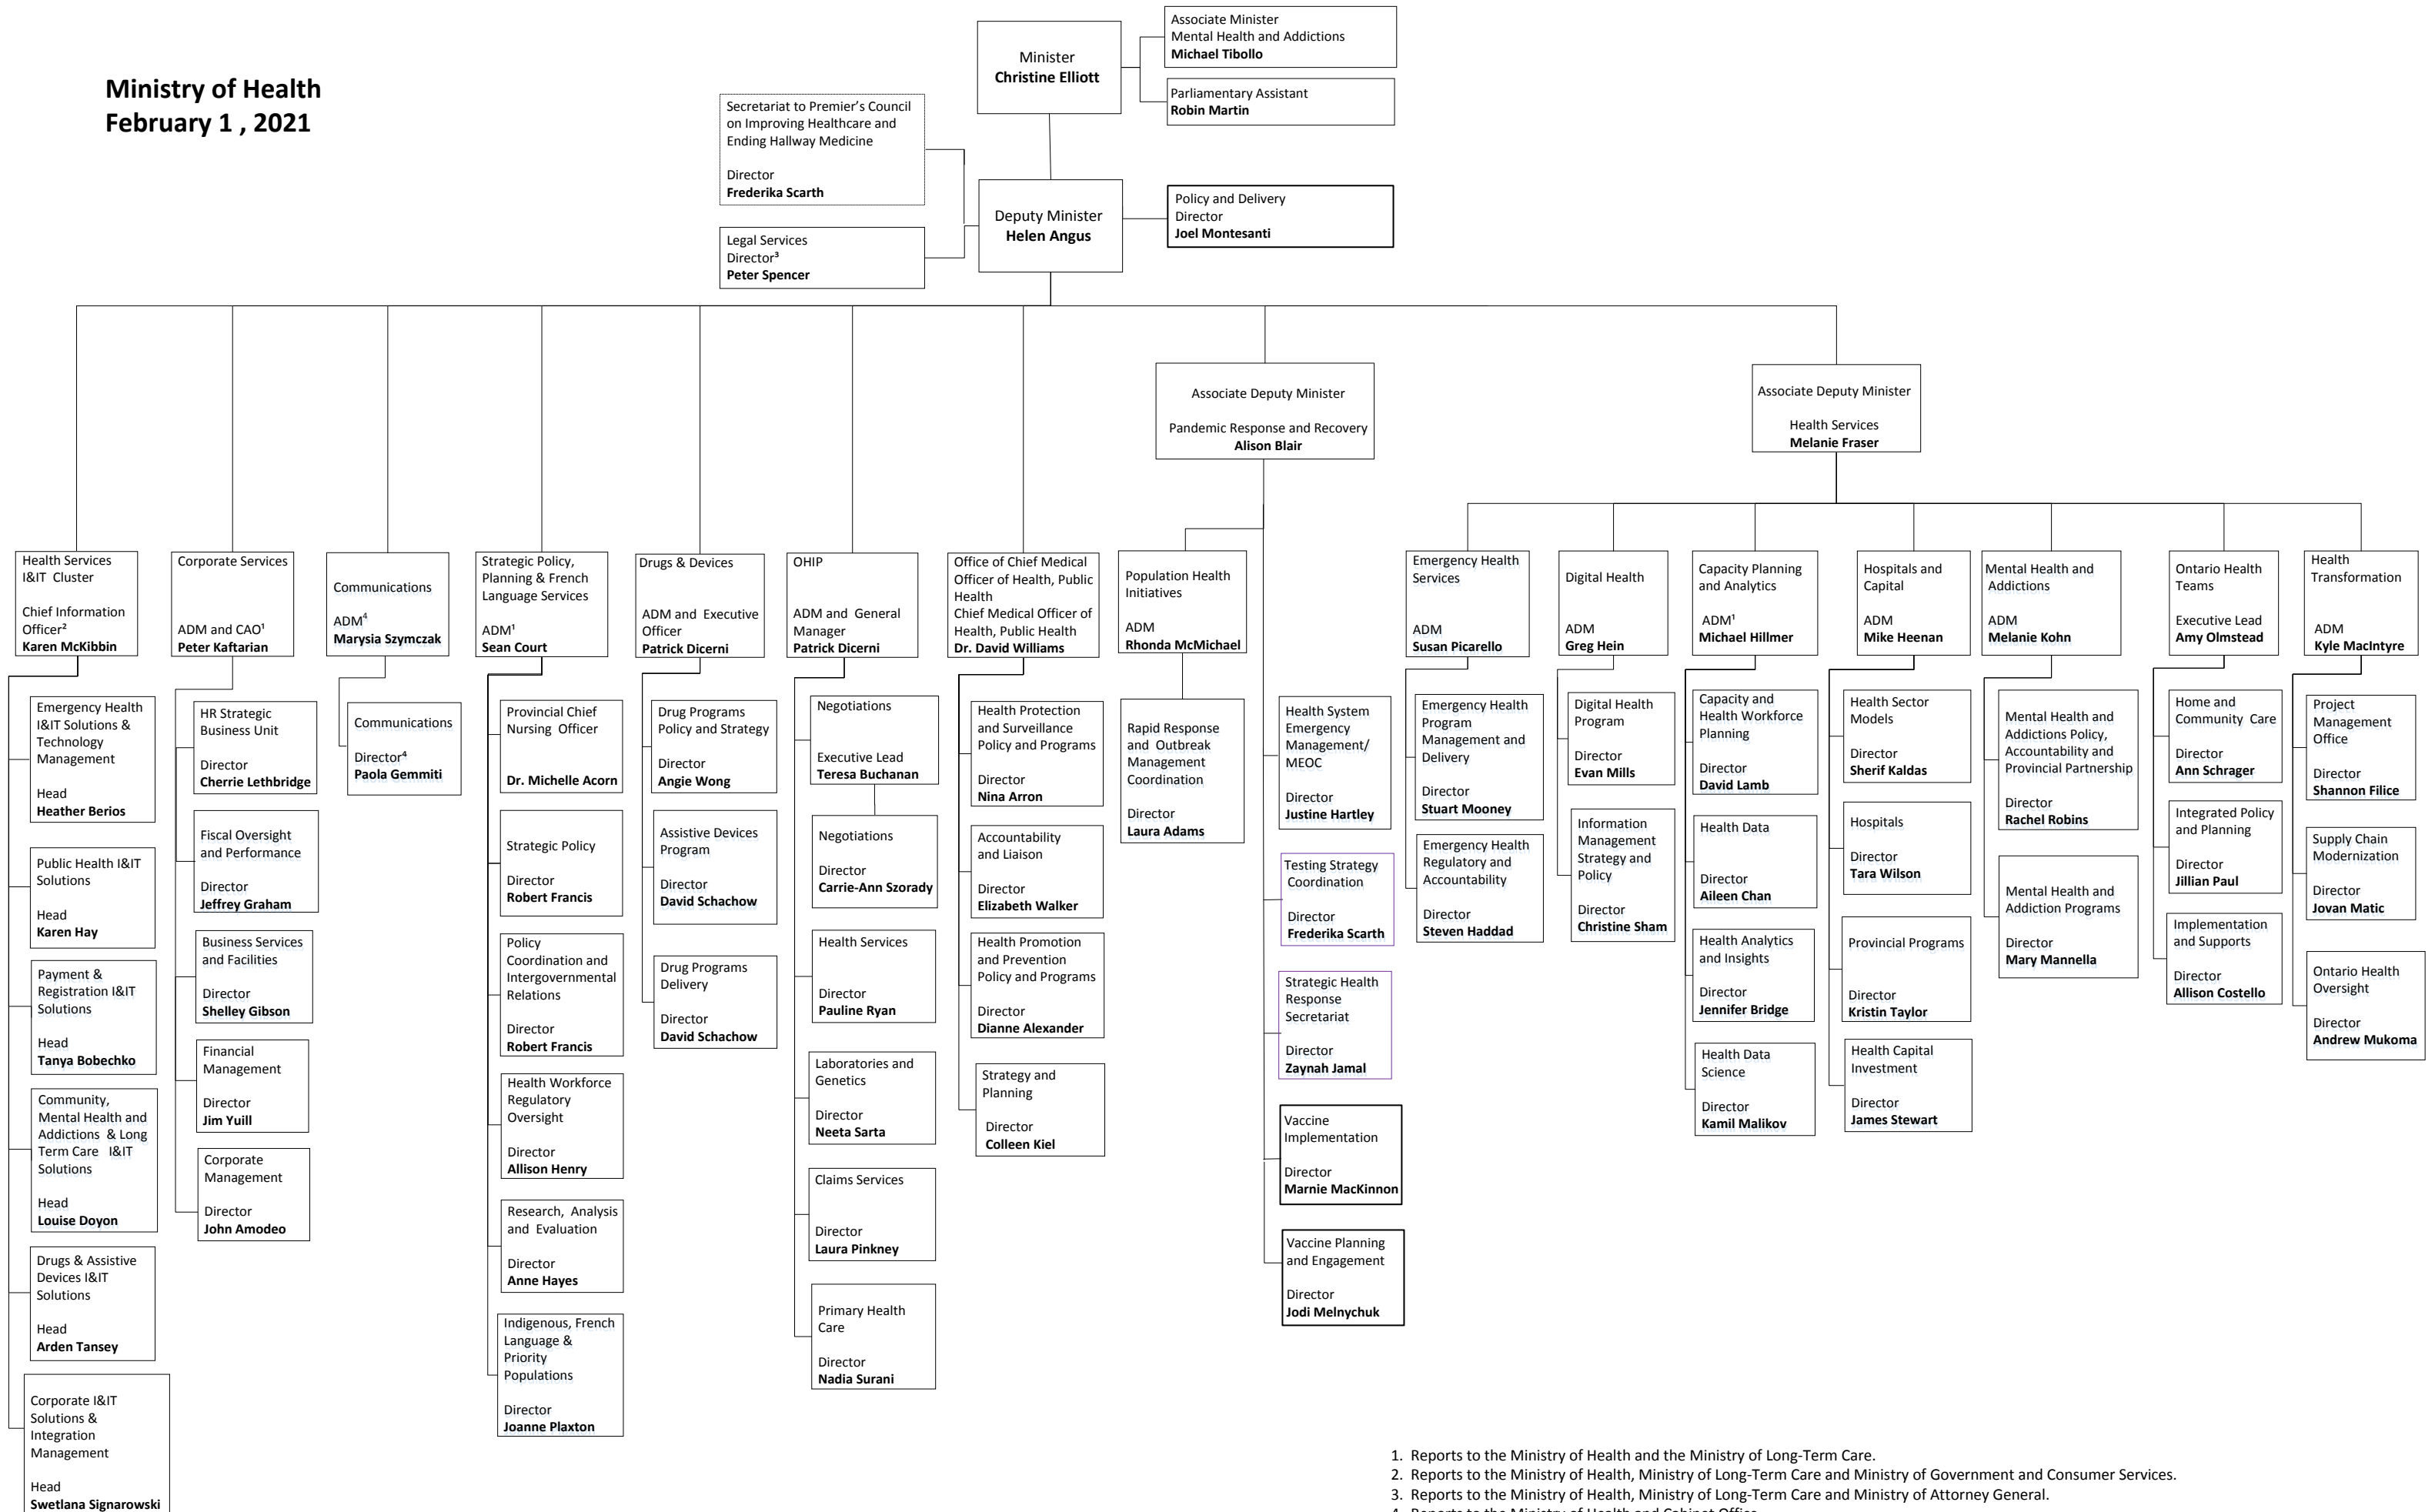 Ministry of Health
February 1 , 2021
Minister
Christine Elliott
Associate Minister
Mental Health and Addictions
Michael Tibollo
Parliamentary Assistant
Robin Martin
Secretariat to Premier’s Council
on Improving Healthcare and
Ending Hallway Medicine
Director
Frederika Scarth
Legal Services
Director³
Peter Spencer
Deputy Minister
Helen Angus
Policy and Delivery
Director
Joel Montesanti
Associate Deputy Minister
Pandemic Response and Recovery
Alison Blair
Associate Deputy Minister
Health Services
Melanie Fraser
Health Services
I&IT Cluster
Chief Information
Officer²
Karen McKibbin
Emergency Health
I&IT Solutions &
Technology
Management
Head
Heather Berios
Public Health I&IT
Solutions
Head
Karen Hay
Payment &
Registration I&IT
Solutions
Head
Tanya Bobechko
Community,
Mental Health and
Addictions & Long
Term Care I&IT
Solutions
Head
Louise Doyon
Drugs & Assistive
Devices I&IT
Solutions
Head
Arden Tansey
Corporate I&IT
Solutions &
Integration
Management
Head
Swetlana Signarowski
Corporate Services
ADM and CAO¹
Peter Kaftarian
HR Strategic
Business Unit
Director
Cherrie Lethbridge
Fiscal Oversight
and Performance
Director
Jeffrey Graham
Business Services
and Facilities
Director
Shelley Gibson
Financial
Management
Director
Jim Yuill
Corporate
Management
Director
John Amodeo
Communications
ADM⁴
Marysia Szymczak
Communications
Director⁴
Paola Gemmiti
Strategic Policy,
Planning & French
Language Services
ADM¹
Sean Court
Provincial Chief
Nursing Officer
Dr. Michelle Acorn
Strategic Policy
Director
Robert Francis
Policy
Coordination and
Intergovernmental
Relations
Director
Robert Francis
Health Workforce
Regulatory
Oversight
Director
Allison Henry
Research, Analysis
and Evaluation
Director
Anne Hayes
Indigenous, French
Language &
Priority
Populations
Director
Joanne Plaxton
Drugs & Devices
ADM and Executive
Officer
Patrick Dicerni
Drug Programs
Policy and Strategy
Director
Angie Wong
Assistive Devices
Program
Director
David Schachow
Drug Programs
Delivery
Director
David Schachow
OHIP
ADM and General
Manager
Patrick Dicerni
Negotiations
Executive Lead
Teresa Buchanan
Negotiations
Director
Carrie-Ann Szorady
Health Services
Director
Pauline Ryan
Laboratories and
Genetics
Director
Neeta Sarta
Claims Services
Director
Laura Pinkney
Primary Health
Care
Director
Nadia Surani
Office of Chief Medical
Officer of Health, Public
Health
Chief Medical Officer of
Health, Public Health
Dr. David Williams
Health Protection
and Surveillance
Policy and Programs
Director
Nina Arron
Accountability
and Liaison
Director
Elizabeth Walker
Health Promotion
and Prevention
Policy and Programs
Director
Dianne Alexander
Strategy and
Planning
Director
Colleen Kiel
Population Health
Initiatives
ADM
Rhonda McMichael
Rapid Response
and Outbreak
Management
Coordination
Director
Laura Adams
Health System
Emergency
Management/
MEOC
Director
Justine Hartley
Testing Strategy
Coordination
Director
Frederika Scarth
Strategic Health
Response
Secretariat
Director
Zaynah Jamal
Vaccine
Implementation
Director
Marnie MacKinnon
Vaccine Planning
and Engagement
Director
Jodi Melnychuk
Emergency Health
Services
ADM
Susan Picarello
Emergency Health
Program
Management and
Delivery
Director
Stuart Mooney
Emergency Health
Regulatory and
Accountability
Director
Steven Haddad
Digital Health
ADM
Greg Hein
Digital Health
Program
Director
Evan Mills
Information
Management
Strategy and
Policy
Director
Christine Sham
Capacity Planning
and Analytics
ADM¹
Michael Hillmer
Capacity and
Health Workforce
Planning
Director
David Lamb
Health Data
Director
Aileen Chan
Health Analytics
and Insights
Director
Jennifer Bridge
Health Data
Science
Director
Kamil Malikov
Hospitals and
Capital
ADM
Mike Heenan
Health Sector
Models
Director
Sherif Kaldas
Hospitals
Director
Tara Wilson
Provincial Programs
Director
Kristin Taylor
Health Capital
Investment
Director
James Stewart
Mental Health and
Addictions
ADM
Melanie Kohn
Mental Health and
Addictions Policy,
Accountability and
Provincial Partnership
Director
Rachel Robins
Mental Health and
Addiction Programs
Director
Mary Mannella
Ontario Health
Teams
Executive Lead
Amy Olmstead
Home and
Community Care
Director
Ann Schrager
Integrated Policy
and Planning
Director
Jillian Paul
Implementation
and Supports
Director
Allison Costello
Health
Transformation
ADM
Kyle MacIntyre
Project
Management
Office
Director
Shannon Filice
Supply Chain
Modernization
Director
Jovan Matic
Ontario Health
Oversight
Director
Andrew Mukoma
1. Reports to the Ministry of Health and the Ministry of Long-Term Care.
2. Reports to the Ministry of Health, Ministry of Long-Term Care and Ministry of Government and Consumer Services.
3. Reports to the Ministry of Health, Ministry of Long-Term Care and Ministry of Attorney General.
4. Reports to the Ministry of Health and Cabinet Office.